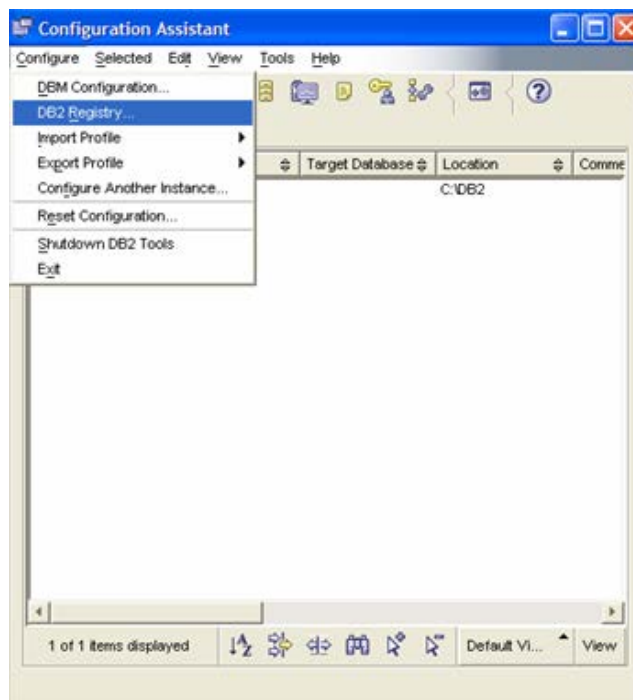 Configuration Assistant
Configure Selected Edit View Tools Help
DBM Configuration...
DB2 Registry...
Import Profile
Export Profile
Configure Another Instance...
Reset Configuration...
Shutdown DB2 Tools
Exit
Target Database Location Comme
C:\DB2
1 of 1 items displayed Default Vi... View